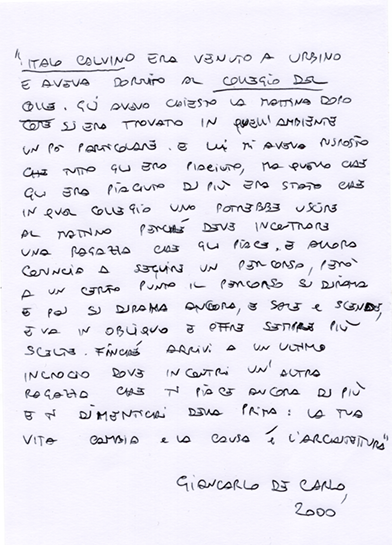 "ITALO CALVINO ERA VENUTO A URBINO
E AVEVA DORMITO AL COLLEGIO DEL
COLLE. GLI AVEVO CHIESTO LA MATTINA DOPO
COME SI ERA TROVATO IN QUELL'AMBIENTE
UN PO' PARTICOLARE. E LUI MI AVEVA RISPOSTO
CHE TUTTO GLI ERA PIACIUTO, MA QUELLO CHE
GLI ERA PIACIUTO DI PIÙ ERA STATO CHE
IN QUEL COLLEGIO UNO POTREBBE USCIRE
AL MATTINO PERCHÉ DEVE INCONTRARE
UNA RAGAZZA CHE GLI PIACE. E ALLORA
COMINCIA A SEGUIRE UN PERCORSO, PERÒ
A UN CERTO PUNTO IL PERCORSO SI DIRAMA
E POI SI DIRAMA ANCORA, E SALE E SCENDE,
E VA IN OBLIQUO E OFFRE SEMPRE PIÙ
SCELTE. FINCHÉ ARRIVI A UN ULTIMO
INCROCIO DOVE INCONTRI UN'ALTRA
RAGAZZA CHE TI PIACE ANCORA DI PIÙ
E TI DIMENTICHI DELLA PRIMA: LA TUA
VITA CAMBIA E LA CAUSA È L'ARCHITETTURA"
GIANCARLO DE CARLO,
2000